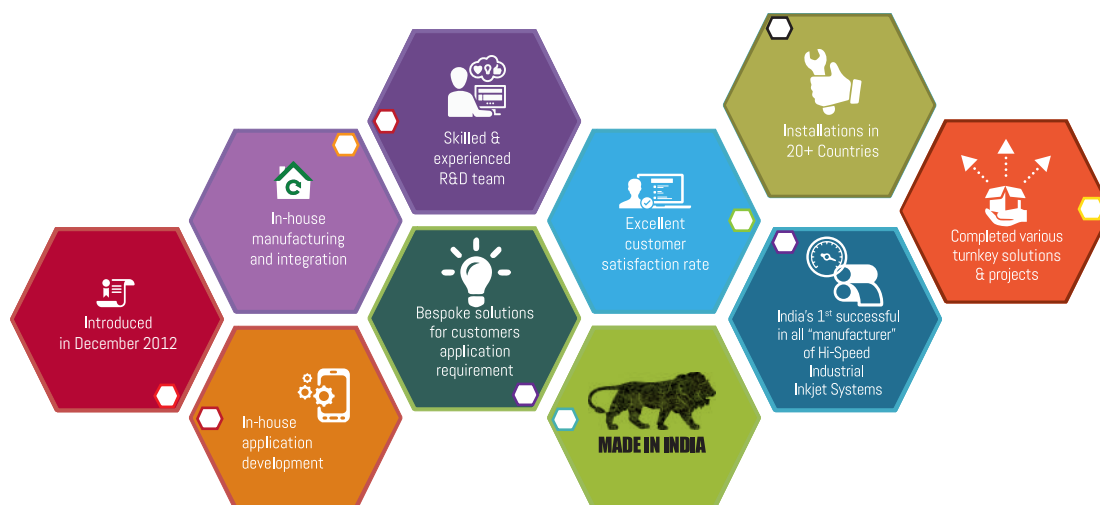 Introduced
in December 2012
In-house
manufacturing
and integration
In-house
application
development
Skilled &
experienced
R&D team
Bespoke solutions
for customers
application
requirement
Excellent
customer
satisfaction rate
MADE IN INDIA
Installations in
20+ Countries
India's 1st successful
in all "manufacturer"
of Hi-Speed
Industrial
Inkjet Systems
Completed various
turnkey solutions
& projects